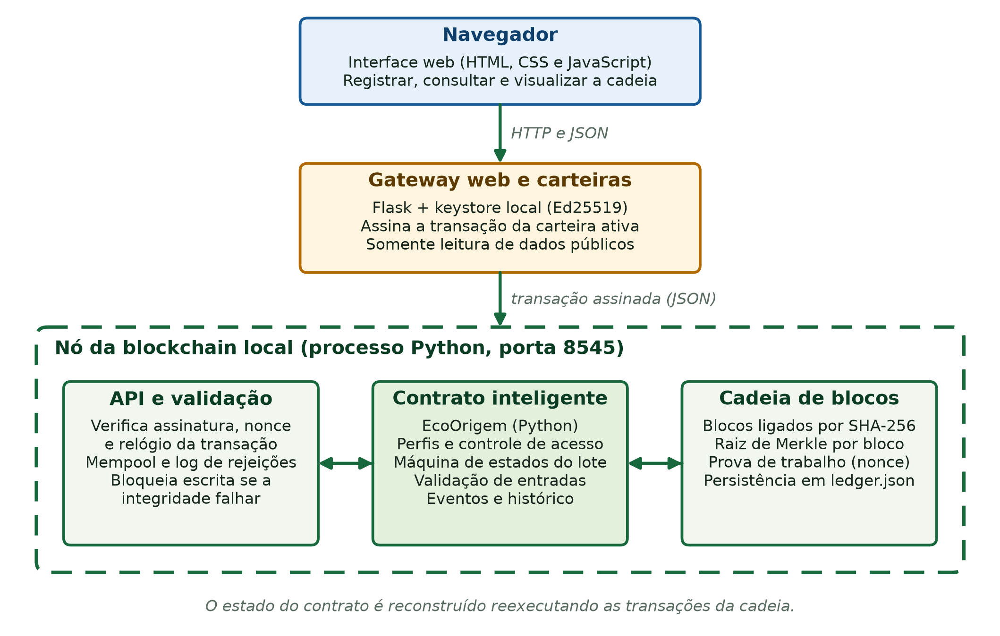 Navegador
Interface web (HTML, CSS e JavaScript)
Registrar, consultar e visualizar a cadeia
HTTP e JSON
Gateway web e carteiras
Flask + keystore local (Ed25519)
Assina a transação da carteira ativa
Somente leitura de dados públicos
transação assinada (JSON)
Nó da blockchain local (processo Python, porta 8545)
API e validação
Verifica assinatura, nonce
e relógio da transação
Mempool e log de rejeições
Bloqueia escrita se a
integridade falhar
Contrato inteligente
EcoOrigem (Python)
Perfis e controle de acesso
Máquina de estados do lote
Validação de entradas
Eventos e histórico
Cadeia de blocos
Blocos ligados por SHA-256
Raiz de Merkle por bloco
Prova de trabalho (nonce)
Persistência em ledger.json
O estado do contrato é reconstruído reexecutando as transações da cadeia.